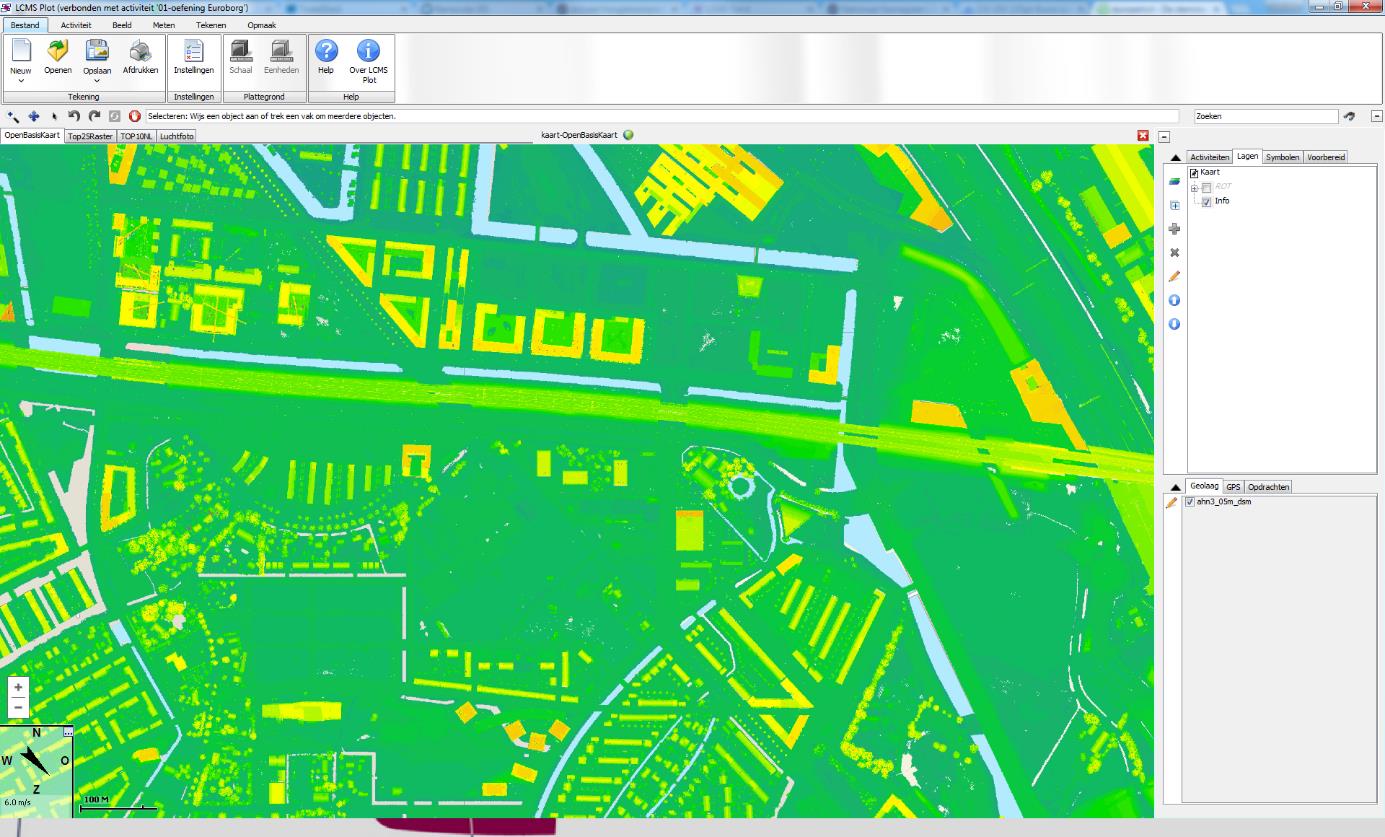 LCMS Plot (verbonden met activiteit '01-oefening Euroborg')
Bestand Activiteit Beeld Meten Tekenen Opmaak
Nieuw Openen Opslaan Afdrukken Instellingen Schaal Eenheden Help Over LCMS Plot
Tekening Instellingen Plattegrond Help
Selecteren: Wijs een object aan of trek een vak om meerdere objecten.
Zoeken
OpenBasisKaart Top25Raster TOP10NL Luchtfoto
kaart-OpenBasisKaart
Activiteiten Lagen Symbolen Voorbereid
Kaart
ROT
Info
Geolaag GPS Opdrachten
ahn3_05m_dsm
+
−
N
...
W O
Z
6.0 m/s
100 M